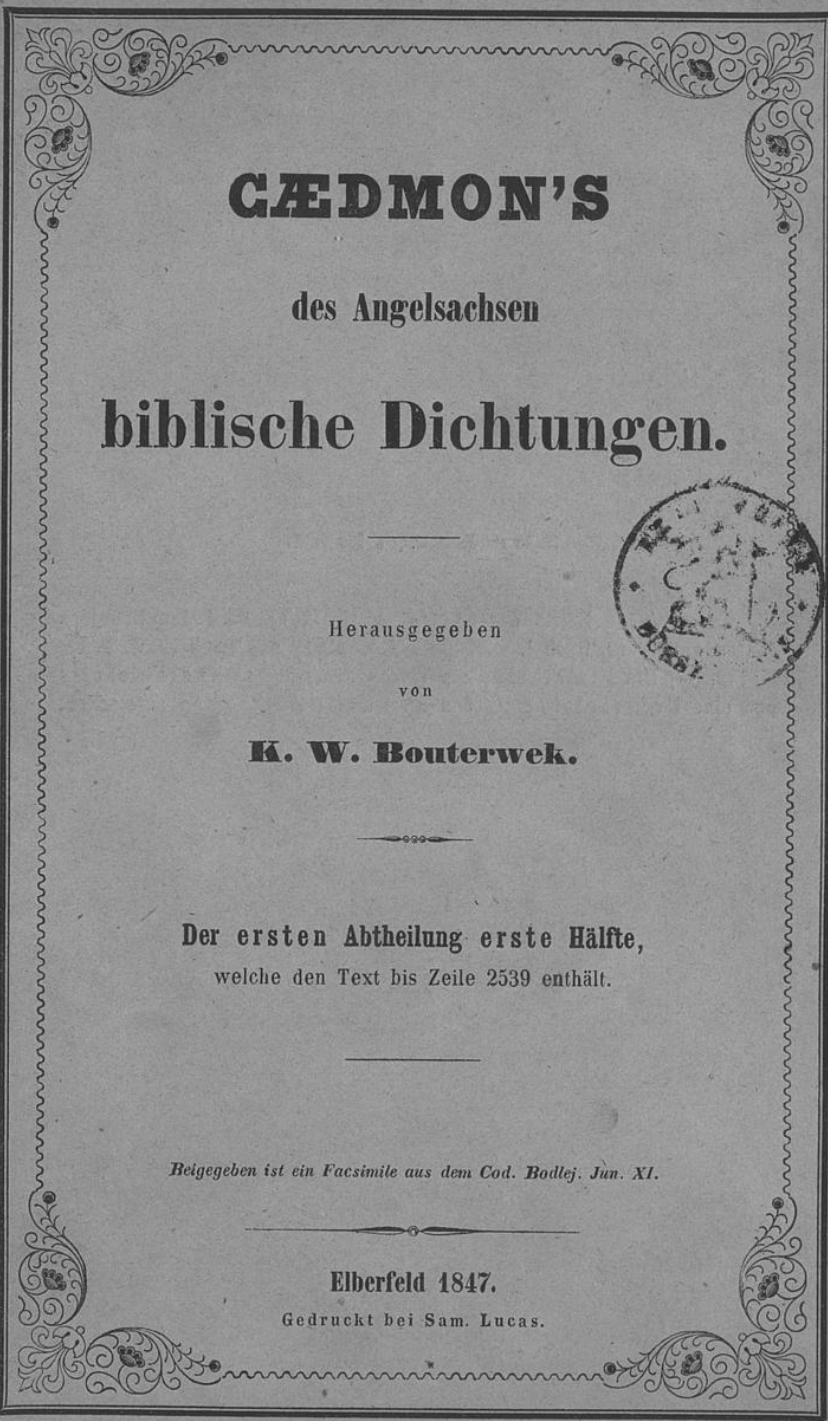 CÆDMON'S
des Angelsachsen
biblische Dichtungen.
Herausgegeben
von
K. W. Bouterwek.
Der ersten Abtheilung erste Hälfte,
welche den Text bis Zeile 2539 enthält.
Beigegeben ist ein Facsimile aus dem Cod. Bodlej. Jun. XI.
Elberfeld 1847.
Gedruckt bei Sam. Lucas.